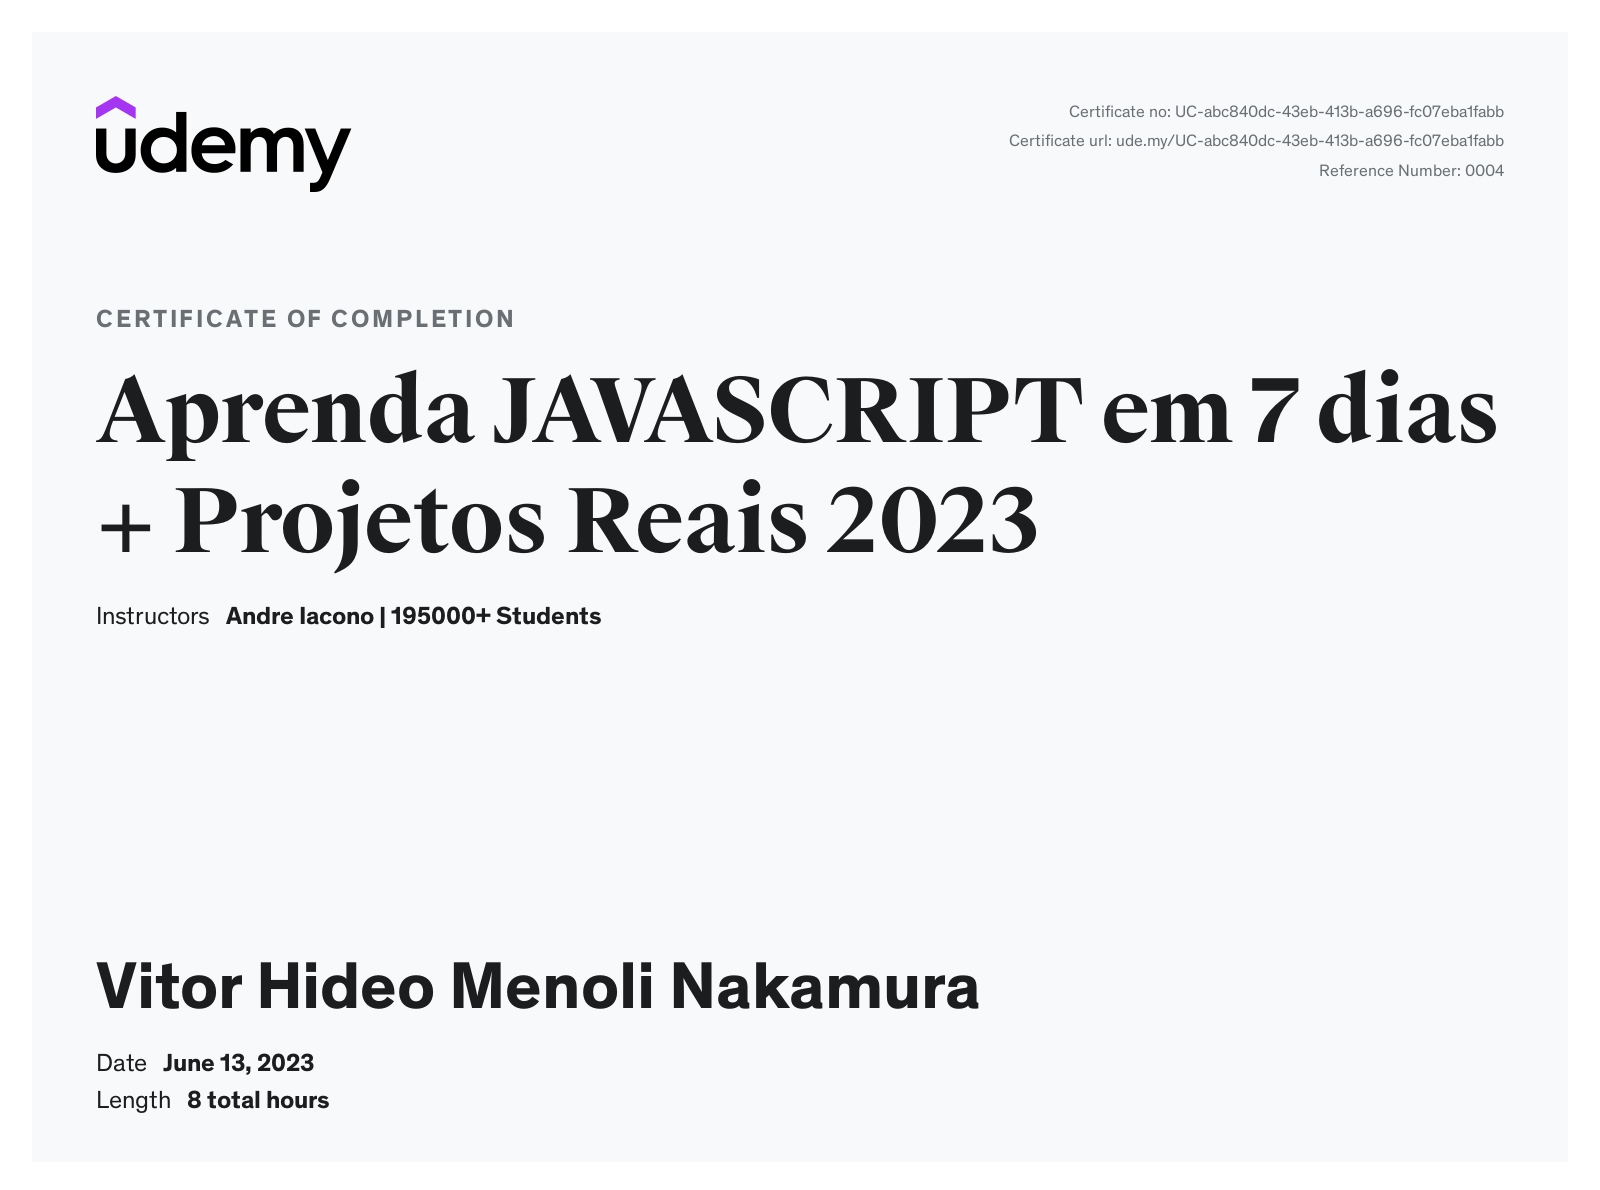 udemy
Certificate no: UC-abc840dc-43eb-413b-a696-fc07eba1fabb
Certificate url: ude.my/UC-abc840dc-43eb-413b-a696-fc07eba1fabb
Reference Number: 0004
CERTIFICATE OF COMPLETION
Aprenda JAVASCRIPT em 7 dias
+ Projetos Reais 2023
Instructors Andre Iacono | 195000+ Students
Vitor Hideo Menoli Nakamura
Date June 13, 2023
Length 8 total hours